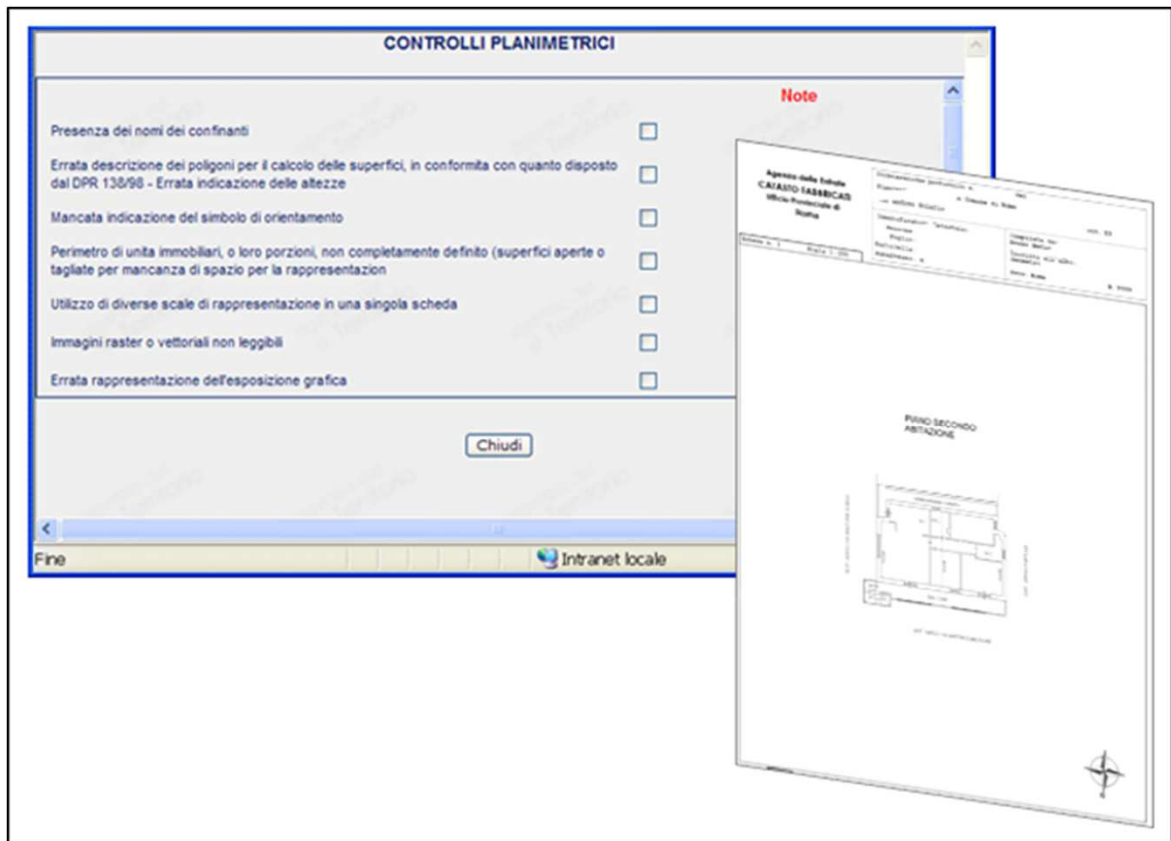 CONTROLLI PLANIMETRICI
Note
Presenza dei nomi dei confinanti
Errata descrizione dei poligoni per il calcolo delle superfici, in conformita con quanto disposto
dal DPR 138/98 - Errata indicazione delle altezze
Mancata indicazione del simbolo di orientamento
Perimetro di unita immobiliari, o loro porzioni, non completamente definito (superfici aperte o
tagliate per mancanza di spazio per la rappresentazion
Utilizzo di diverse scale di rappresentazione in una singola scheda
Immagini raster o vettoriali non leggibili
Errata rappresentazione dell'esposizione grafica
Chiudi
Fine
Intranet locale
Agenzia delle Entrate
CATASTO FABBRICATI
Ufficio Provinciale di
Roma
PIANO SECONDO
ABITAZIONE